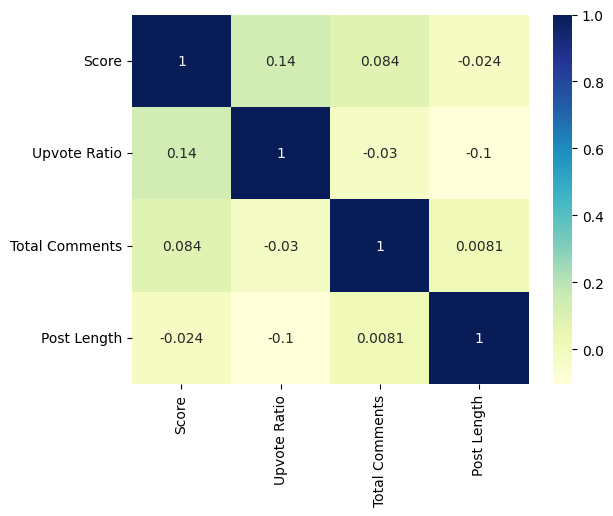 Score 1 0.14 0.084 -0.024
Upvote Ratio 0.14 1 -0.03 -0.1
Total Comments 0.084 -0.03 1 0.0081
Post Length -0.024 -0.1 0.0081 1
Score
Upvote Ratio
Total Comments
Post Length
1.0
0.8
0.6
0.4
0.2
0.0